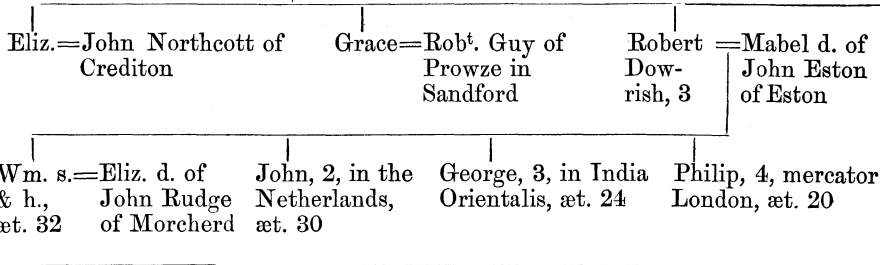 Eliz.=John Northcott of
Crediton
Grace=Robᵗ. Guy of
Prowze in
Sandford
Robert =Mabel d. of
Dow- John Eston
rish, 3 of Eston
Wm. s.=Eliz. d. of
& h., John Rudge
æt. 32 of Morcherd
John, 2, in the
Netherlands,
æt. 30
George, 3, in India
Orientalis, æt. 24
Philip, 4, mercator
London, æt. 20